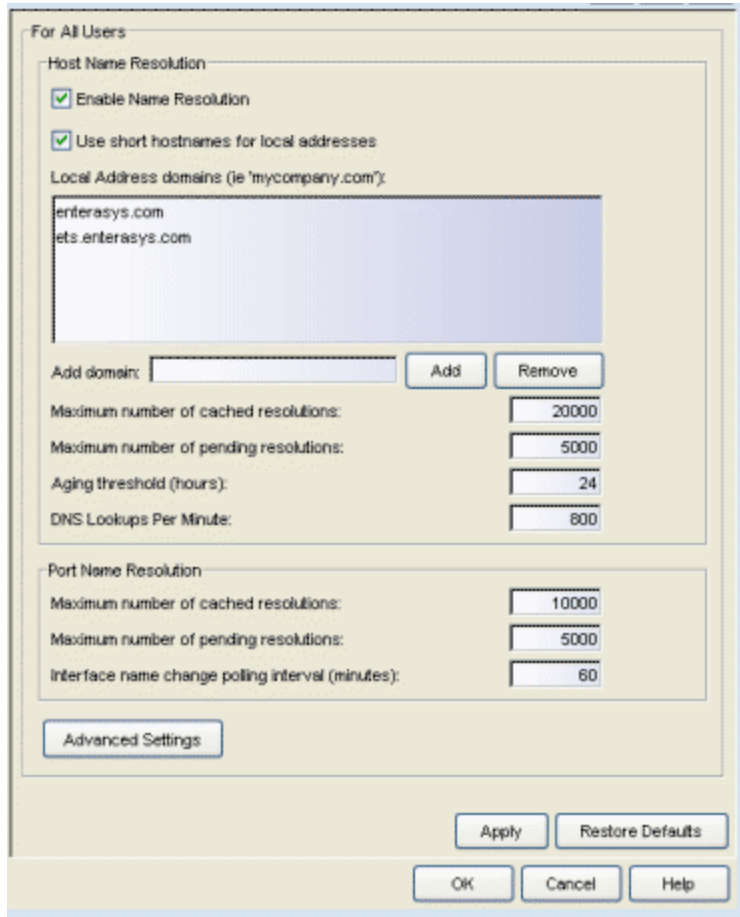 For All Users
Host Name Resolution
Enable Name Resolution
Use short hostnames for local addresses
Local Address domains (ie 'mycompany.com'):
enterasys.com
ets.enterasys.com
Add domain: Add Remove
Maximum number of cached resolutions: 20000
Maximum number of pending resolutions: 5000
Aging threshold (hours): 24
DNS Lookups Per Minute: 800
Port Name Resolution
Maximum number of cached resolutions: 10000
Maximum number of pending resolutions: 5000
Interface name change polling interval (minutes): 60
Advanced Settings
Apply Restore Defaults
OK Cancel Help